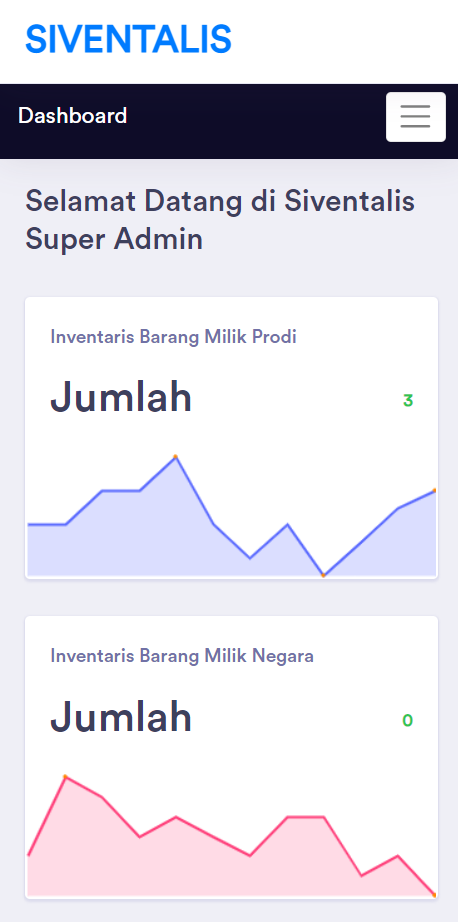 SIVENTALIS
Dashboard
Selamat Datang di Siventalis
Super Admin
Inventaris Barang Milik Prodi
Jumlah 3
Inventaris Barang Milik Negara
Jumlah 0